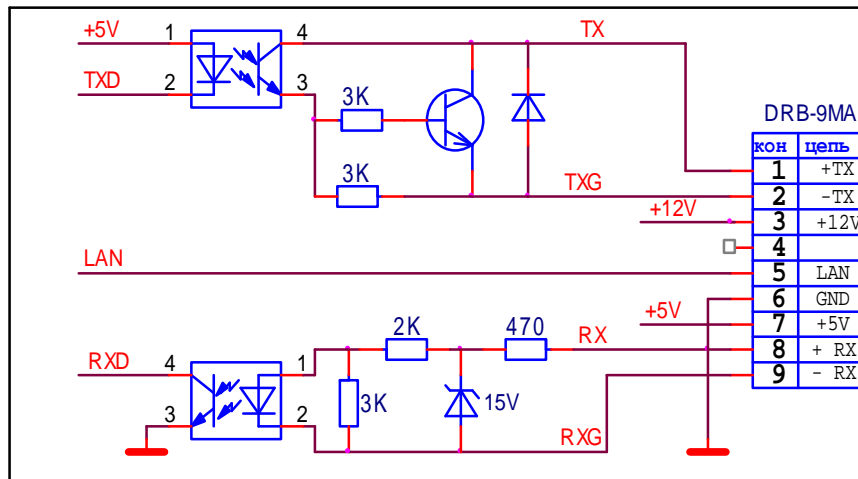 +5V 1 4 TX
TXD 2 3
3K
3K
TXG
+12V
LAN
+5V
2K 470 RX
RXD 4 1
3K
15V
3 2
RXG
DRB-9MA
кон цепь
1 +TX
2 -TX
3 +12V
4
5 LAN
6 GND
7 +5V
8 + RX
9 - RX